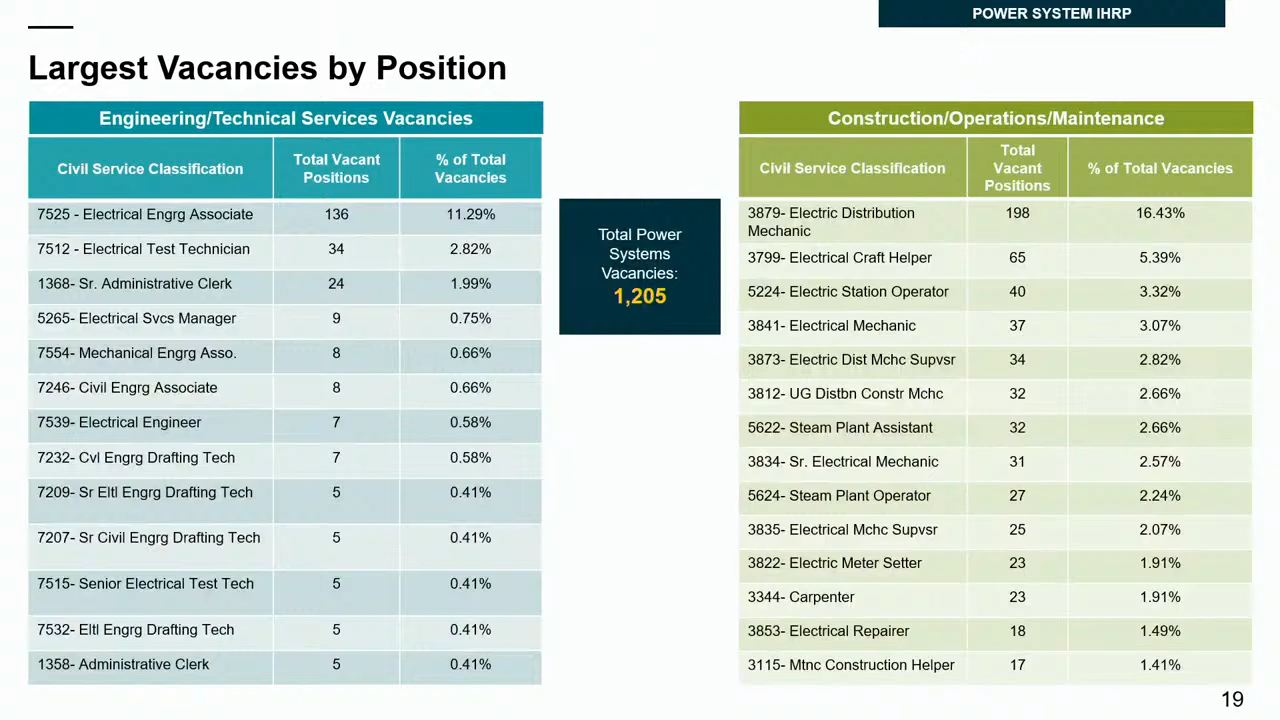 POWER SYSTEM IHRP
Largest Vacancies by Position
Engineering/Technical Services Vacancies
Civil Service Classification Total Vacant Positions % of Total Vacancies
7525 - Electrical Engrg Associate 136 11.29%
7512 - Electrical Test Technician 34 2.82%
1368- Sr. Administrative Clerk 24 1.99%
5265- Electrical Svcs Manager 9 0.75%
7554- Mechanical Engrg Asso. 8 0.66%
7246- Civil Engrg Associate 8 0.66%
7539- Electrical Engineer 7 0.58%
7232- Cvl Engrg Drafting Tech 7 0.58%
7209- Sr Eltl Engrg Drafting Tech 5 0.41%
7207- Sr Civil Engrg Drafting Tech 5 0.41%
7515- Senior Electrical Test Tech 5 0.41%
7532- Eltl Engrg Drafting Tech 5 0.41%
1358- Administrative Clerk 5 0.41%
Total Power
Systems
Vacancies:
1,205
Construction/Operations/Maintenance
Civil Service Classification Total Vacant Positions % of Total Vacancies
3879- Electric Distribution Mechanic 198 16.43%
3799- Electrical Craft Helper 65 5.39%
5224- Electric Station Operator 40 3.32%
3841- Electrical Mechanic 37 3.07%
3873- Electric Dist Mchc Supvsr 34 2.82%
3812- UG Distbn Constr Mchc 32 2.66%
5622- Steam Plant Assistant 32 2.66%
3834- Sr. Electrical Mechanic 31 2.57%
5624- Steam Plant Operator 27 2.24%
3835- Electrical Mchc Supvsr 25 2.07%
3822- Electric Meter Setter 23 1.91%
3344- Carpenter 23 1.91%
3853- Electrical Repairer 18 1.49%
3115- Mtnc Construction Helper 17 1.41%
19